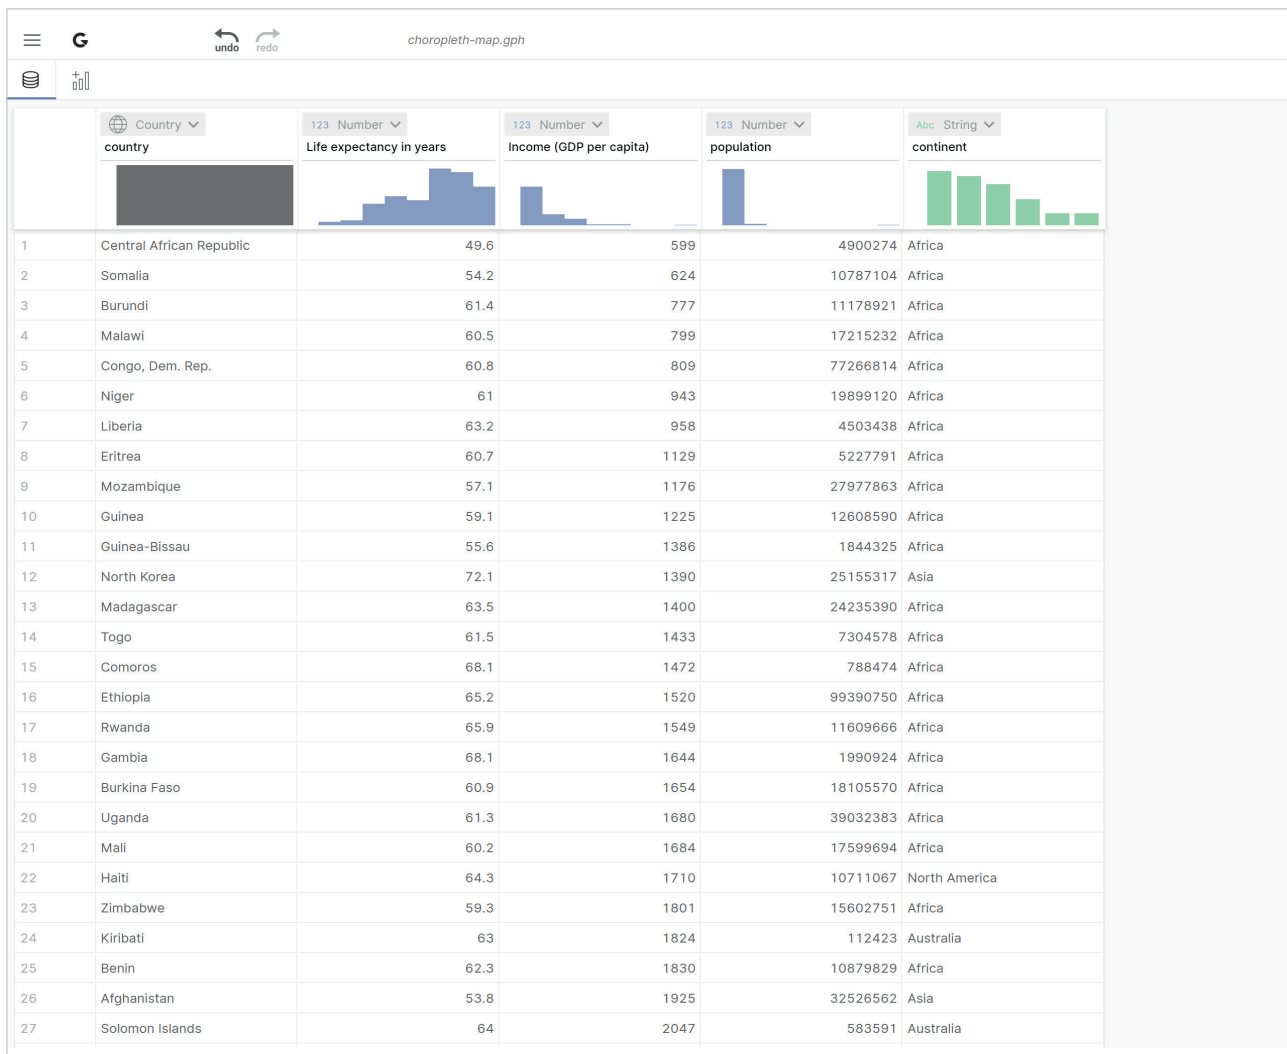 G undo redo choropleth-map.gph
Country 123 Number 123 Number 123 Number Abc String
country Life expectancy in years Income (GDP per capita) population continent
1 Central African Republic 49.6 599 4900274 Africa
2 Somalia 54.2 624 10787104 Africa
3 Burundi 61.4 777 11178921 Africa
4 Malawi 60.5 799 17215232 Africa
5 Congo, Dem. Rep. 60.8 809 77266814 Africa
6 Niger 61 943 19899120 Africa
7 Liberia 63.2 958 4503438 Africa
8 Eritrea 60.7 1129 5227791 Africa
9 Mozambique 57.1 1176 27977863 Africa
10 Guinea 59.1 1225 12608590 Africa
11 Guinea-Bissau 55.6 1386 1844325 Africa
12 North Korea 72.1 1390 25155317 Asia
13 Madagascar 63.5 1400 24235390 Africa
14 Togo 61.5 1433 7304578 Africa
15 Comoros 68.1 1472 788474 Africa
16 Ethiopia 65.2 1520 99390750 Africa
17 Rwanda 65.9 1549 11609666 Africa
18 Gambia 68.1 1644 1990924 Africa
19 Burkina Faso 60.9 1654 18105570 Africa
20 Uganda 61.3 1680 39032383 Africa
21 Mali 60.2 1684 17599694 Africa
22 Haiti 64.3 1710 10711067 North America
23 Zimbabwe 59.3 1801 15602751 Africa
24 Kiribati 63 1824 112423 Australia
25 Benin 62.3 1830 10879829 Africa
26 Afghanistan 53.8 1925 32526562 Asia
27 Solomon Islands 64 2047 583591 Australia